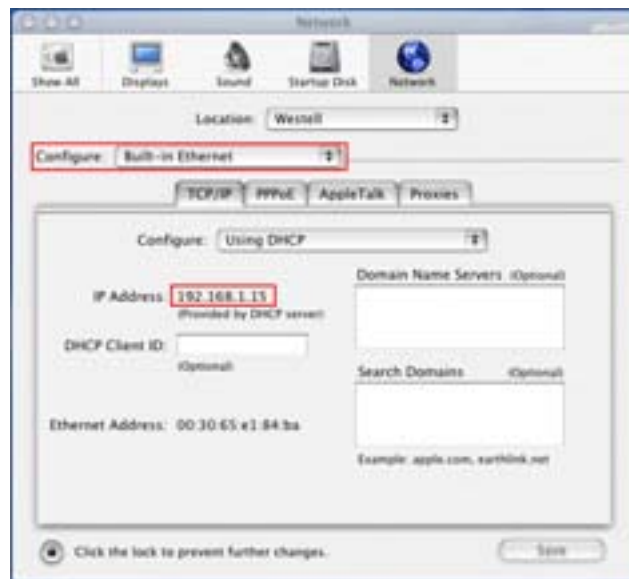 Network
Show All Displays Sound Startup Disk Network
Location: Westell
Configure: Built-in Ethernet
TCP/IP PPPoE AppleTalk Proxies
Configure: Using DHCP
Domain Name Servers (Optional)
IP Address: 192.168.1.15
(Provided by DHCP server)
DHCP Client ID:
(Optional)
Search Domains (Optional)
Ethernet Address: 00:30:65:e1:84:ba
Example: apple.com, earthlink.net
Click the lock to prevent further changes.
Save